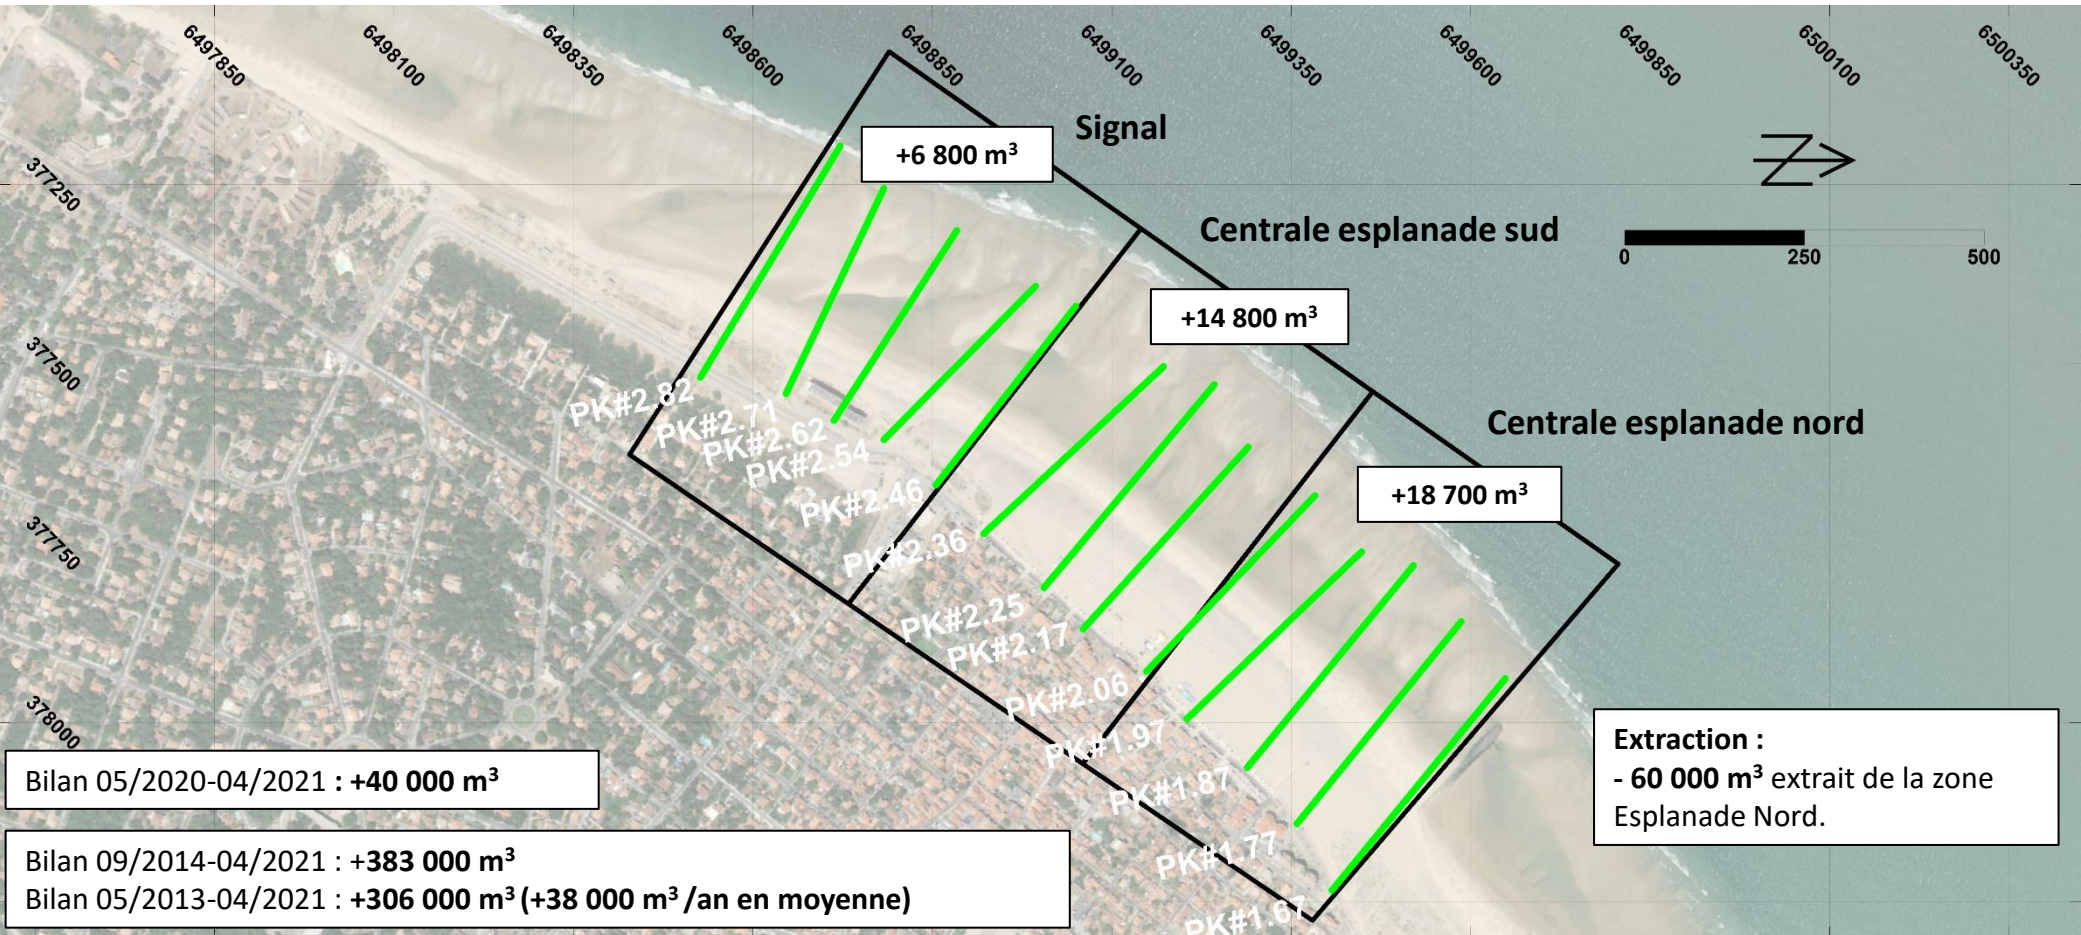 6497850
6498100
6498350
6498600
6498850
6499100
6499350
6499600
6499850
6500100
6500350
377250
377500
377750
378000
Signal
+6 800 m³
Centrale esplanade sud
+14 800 m³
Centrale esplanade nord
+18 700 m³
N
0 250 500
PK#2.82
PK#2.71
PK#2.62
PK#2.54
PK#2.46
PK#2.36
PK#2.25
PK#2.17
PK#2.06
PK#1.97
PK#1.87
PK#1.77
PK#1.67
Extraction :
- 60 000 m³ extrait de la zone
Esplanade Nord.
Bilan 05/2020-04/2021 : +40 000 m³
Bilan 09/2014-04/2021 : +383 000 m³
Bilan 05/2013-04/2021 : +306 000 m³ (+38 000 m³ /an en moyenne)